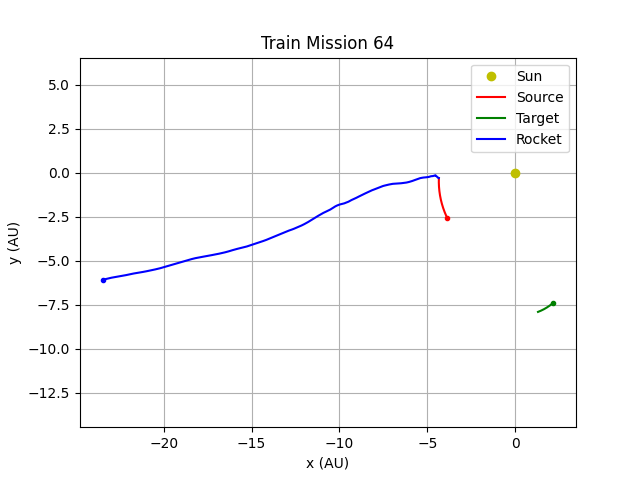 Train Mission 64
Sun
Source
Target
Rocket
5.0
2.5
0.0
−2.5
−5.0
−7.5
−10.0
−12.5
y (AU)
−20
−15
−10
−5
0
x (AU)